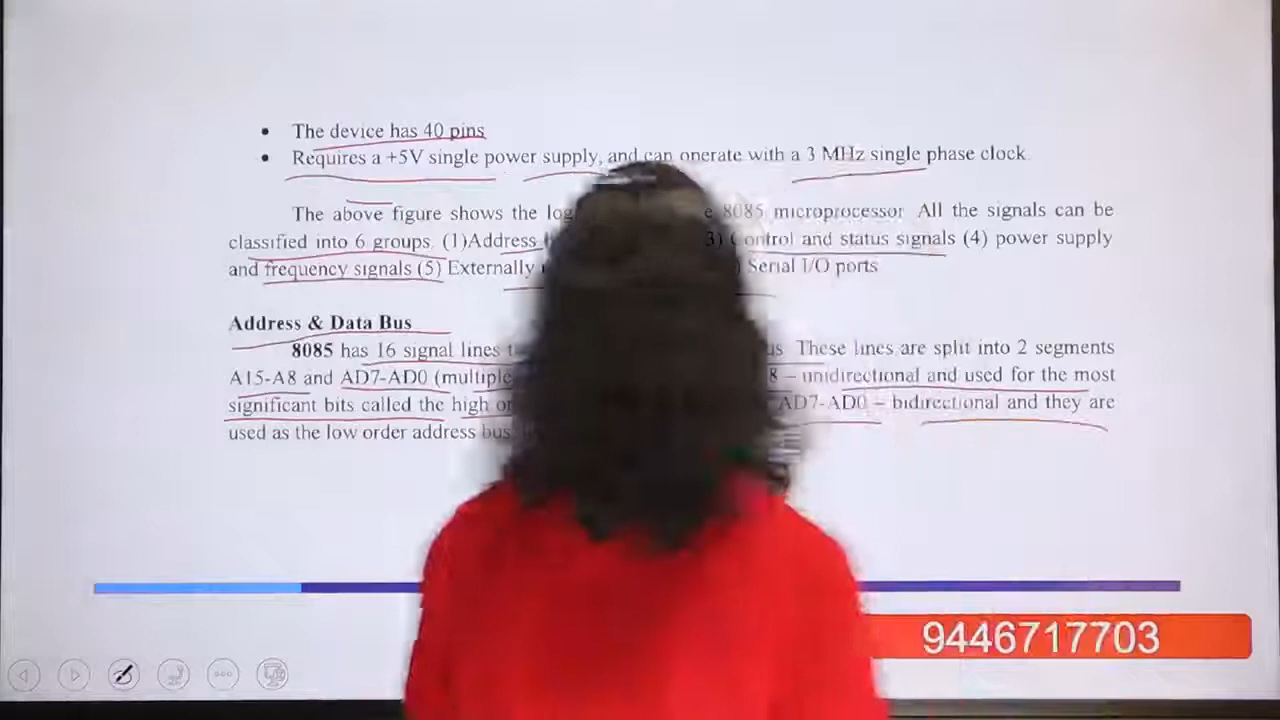 • The device has 40 pins
• Requires a +5V single power supply, and can operate with a 3 MHz single phase clock.
The above figure shows the 8085 microprocessor. All the signals can be
classified into 6 groups. (1)Address 3) Control and status signals (4) power supply
and frequency signals (5) Externally Serial I/O ports
Address & Data Bus
8085 has 16 signal lines These lines are split into 2 segments
A15-A8 and AD7-AD0 8 – unidirectional and used for the most
significant bits called the high AD7-AD0 – bidirectional and they are
used as the low order address bus
9446717703